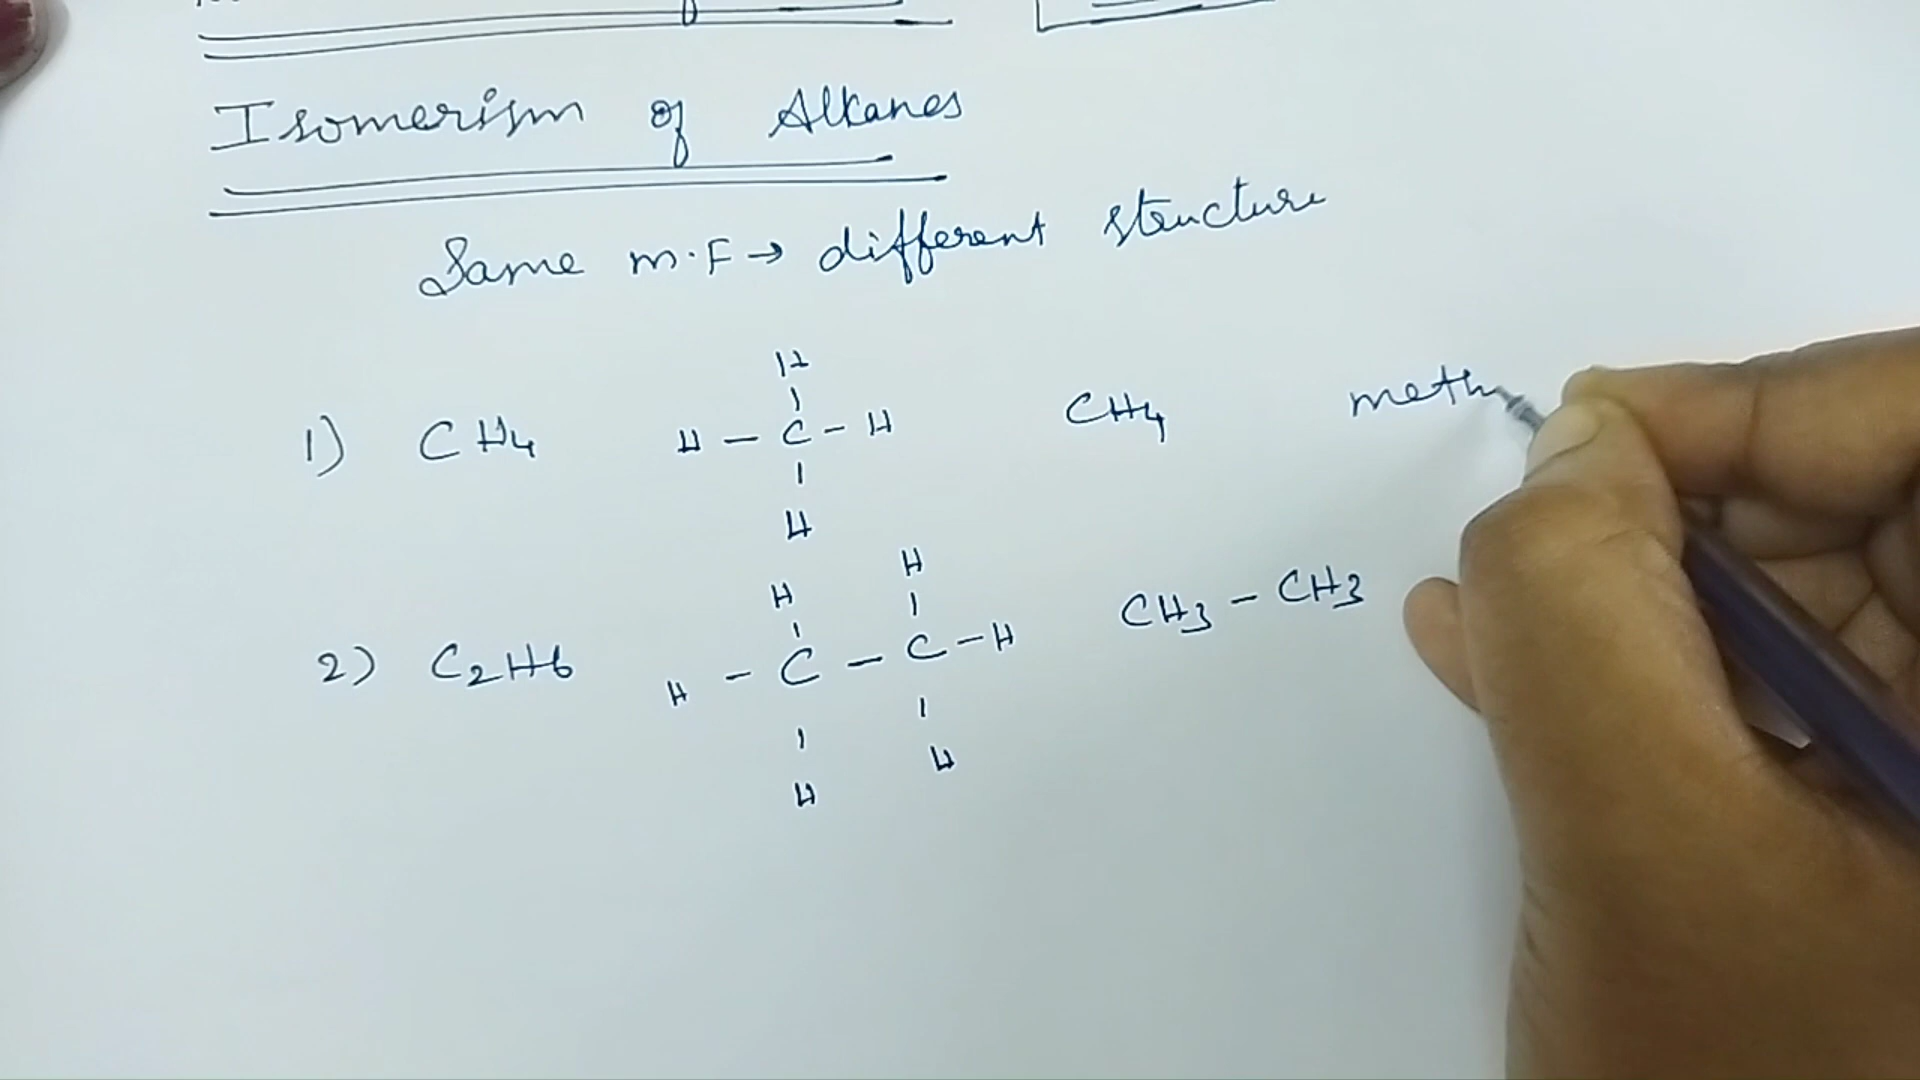 Isomerism of Alkanes
Same m.F → different structure
H
1) CH4 H - C - H CH4 meth
H
H
H
2) C2H6 H - C - C - H CH3 - CH3
H
H